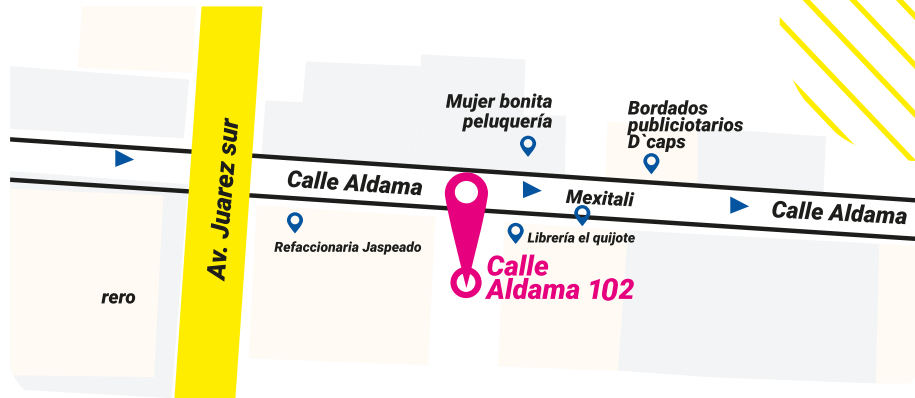 Mujer bonita
peluquería
Bordados
publiciotarios
D`caps
Av. Juarez sur
Calle Aldama
Mexitali
Calle Aldama
Refaccionaria Jaspeado
Librería el quijote
Calle
Aldama 102
rero